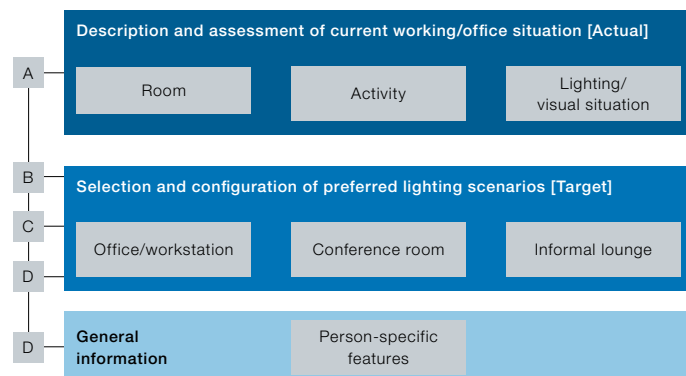 Description and assessment of current working/office situation [Actual]
A
Room
Activity
Lighting/
visual situation
B
Selection and configuration of preferred lighting scenarios [Target]
C
Office/workstation
Conference room
Informal lounge
D
D
General
information
Person-specific
features